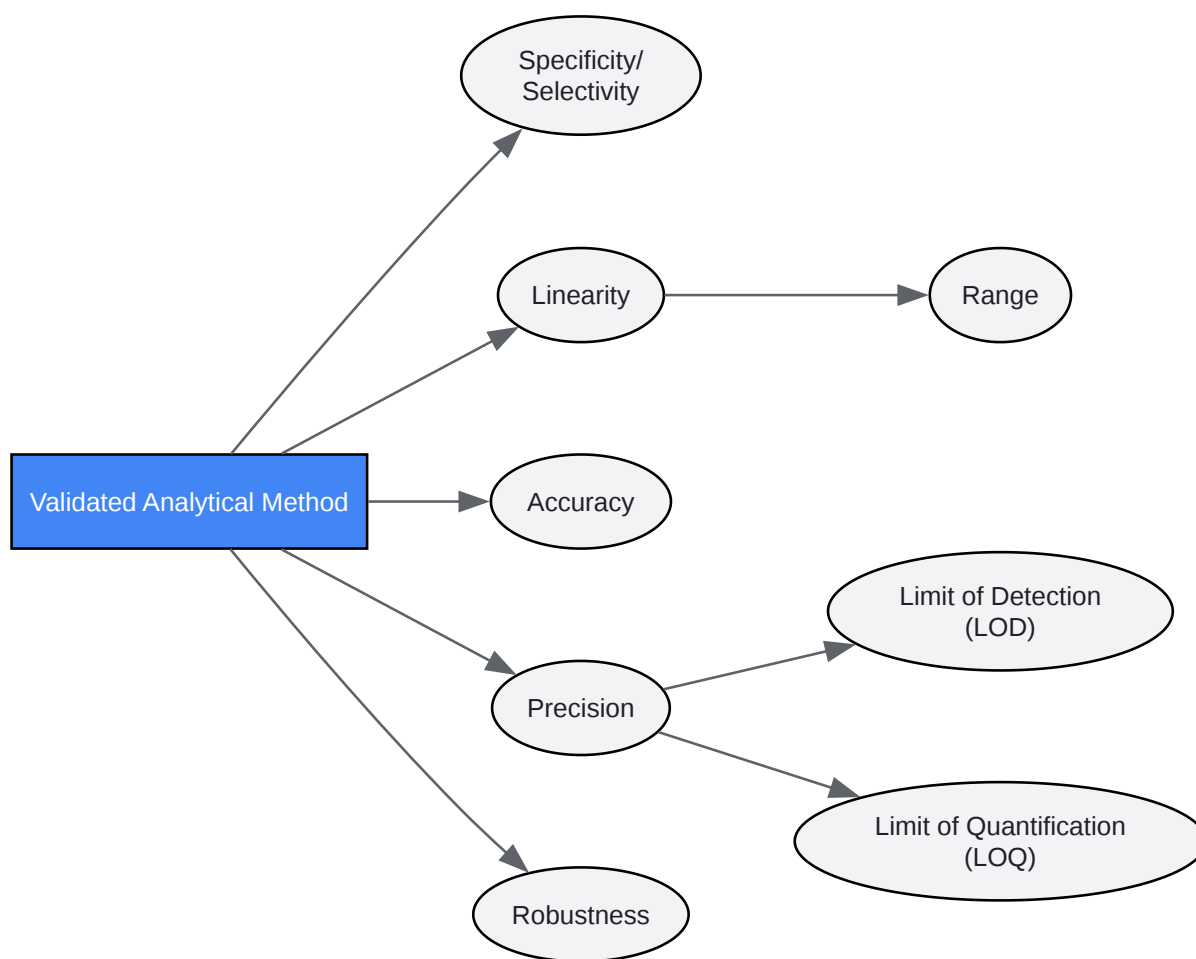 Specificity/
Selectivity
Linearity
Range
Validated Analytical Method
Accuracy
Limit of Detection
(LOD)
Precision
Limit of Quantification
(LOQ)
Robustness